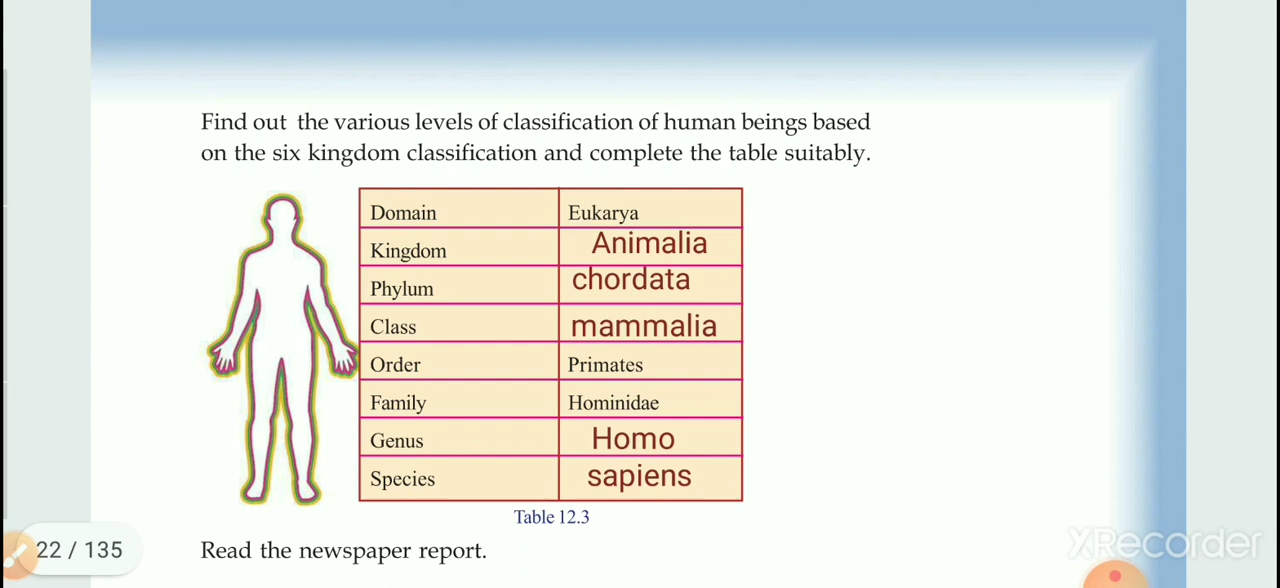 Find out the various levels of classification of human beings based
on the six kingdom classification and complete the table suitably.
Domain Eukarya
Kingdom Animalia
Phylum chordata
Class mammalia
Order Primates
Family Hominidae
Genus Homo
Species sapiens
Table 12.3
22 / 135
Read the newspaper report.
XRecorder